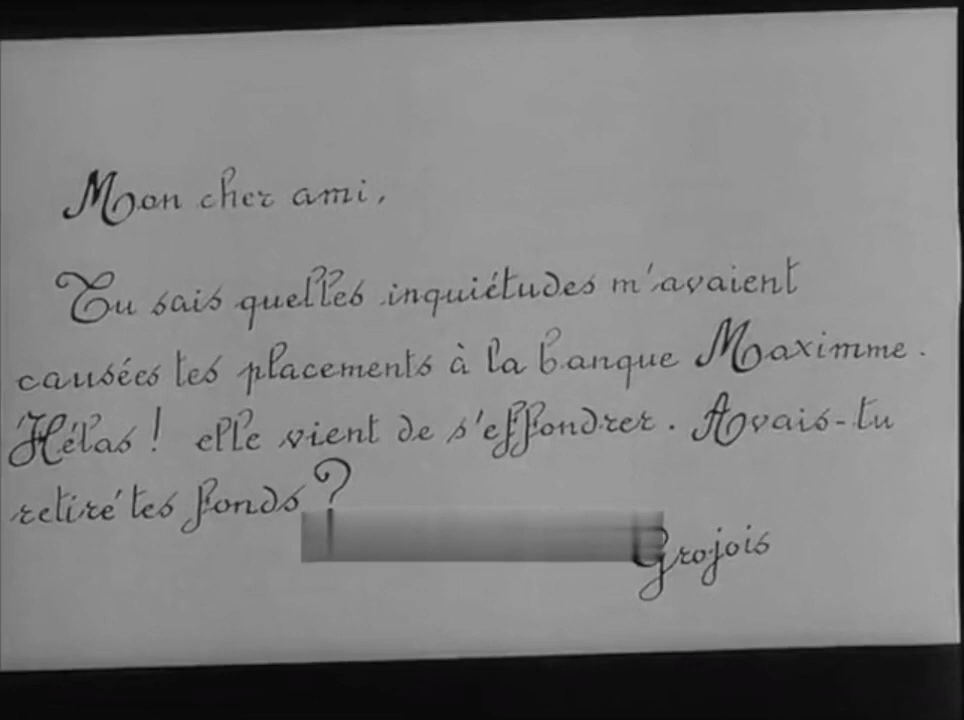 Mon cher ami,
Tu sais quelles inquiétudes m'avaient
causées tes placements à la banque Maximme.
Hélas! elle vient de s'effondrer. Avais-tu
retiré tes fonds?
Grojois